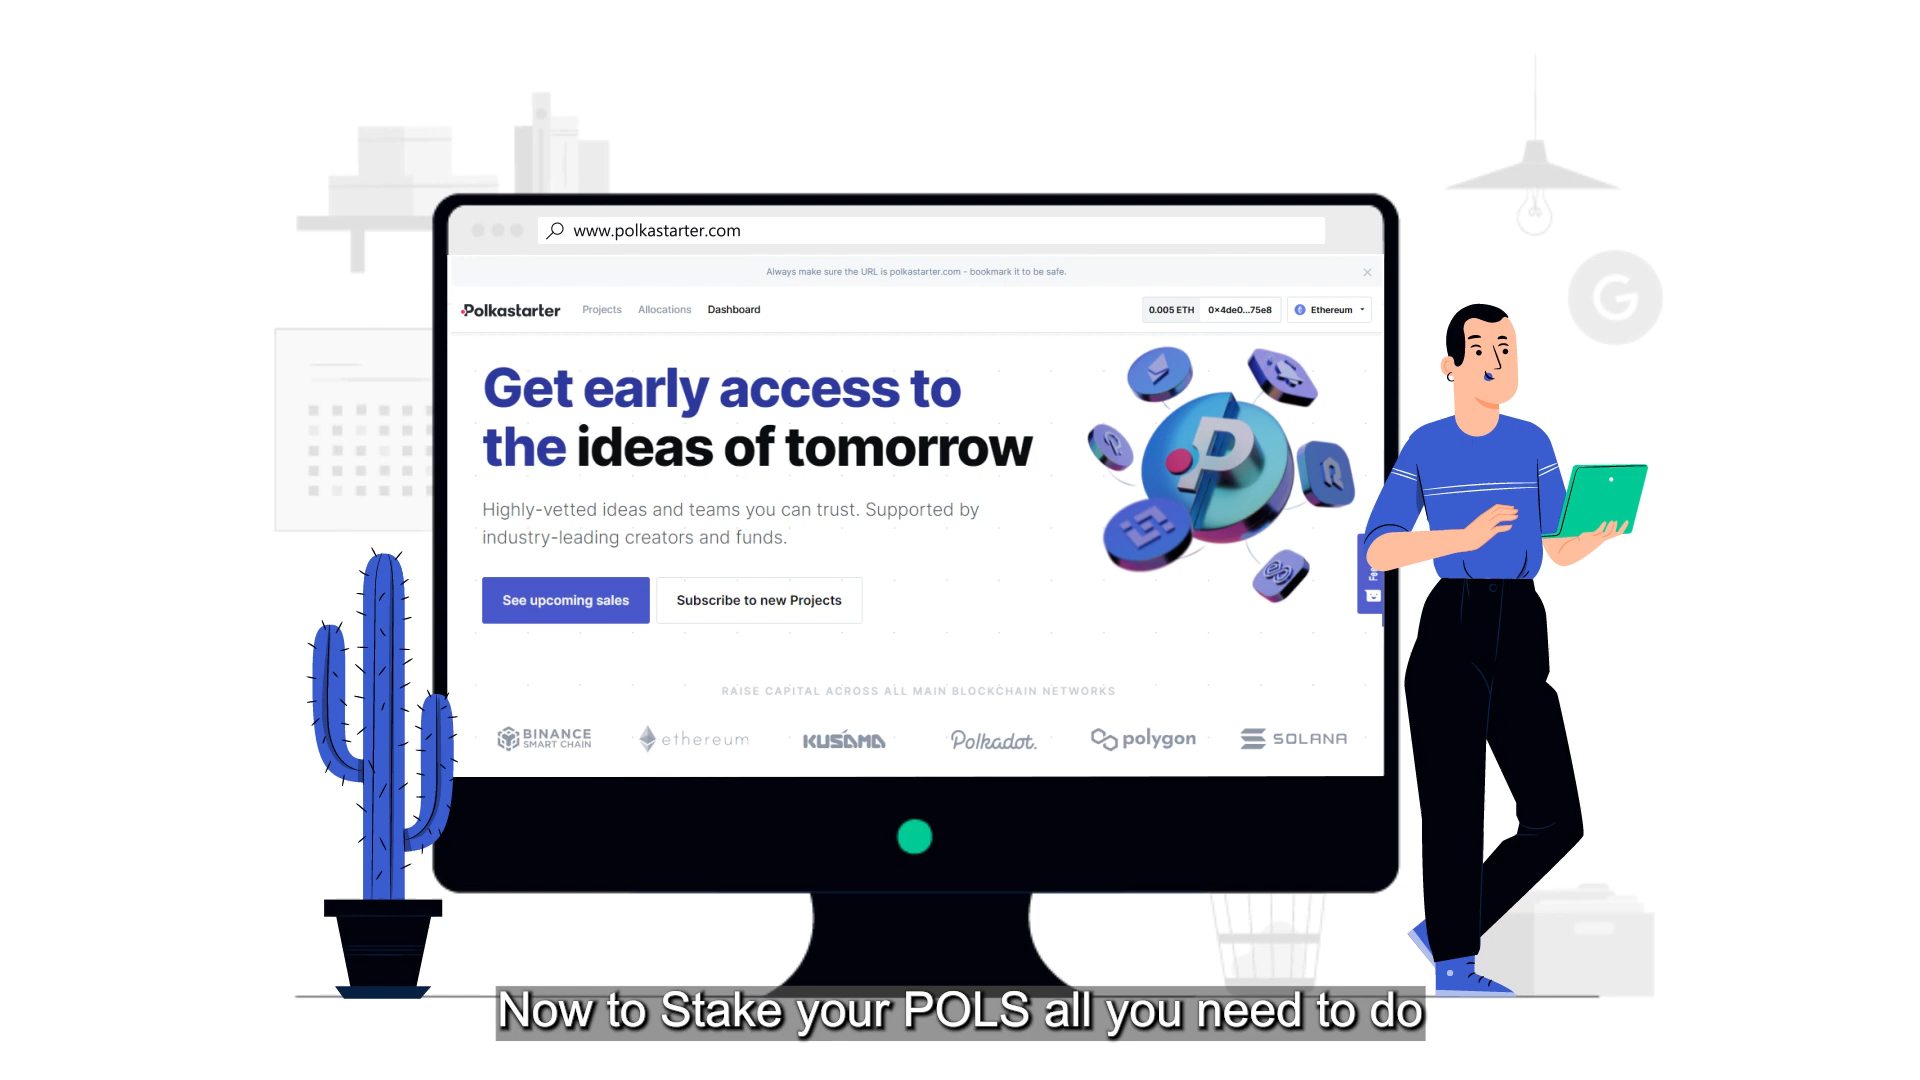 www.polkastarter.com
Always make sure the URL is polkastarter.com - bookmark it to be safe.
Polkastarter Projects Allocations Dashboard 0.005 ETH 0×4de0...75e8 Ethereum
Get early access to
the ideas of tomorrow
Highly-vetted ideas and teams you can trust. Supported by
industry-leading creators and funds.
See upcoming sales Subscribe to new Projects
RAISE CAPITAL ACROSS ALL MAIN BLOCKCHAIN NETWORKS
BINANCE
SMART CHAIN
ethereum
KUSAMA
Polkadot.
polygon
SOLANA
G
Now to Stake your POLS all you need to do